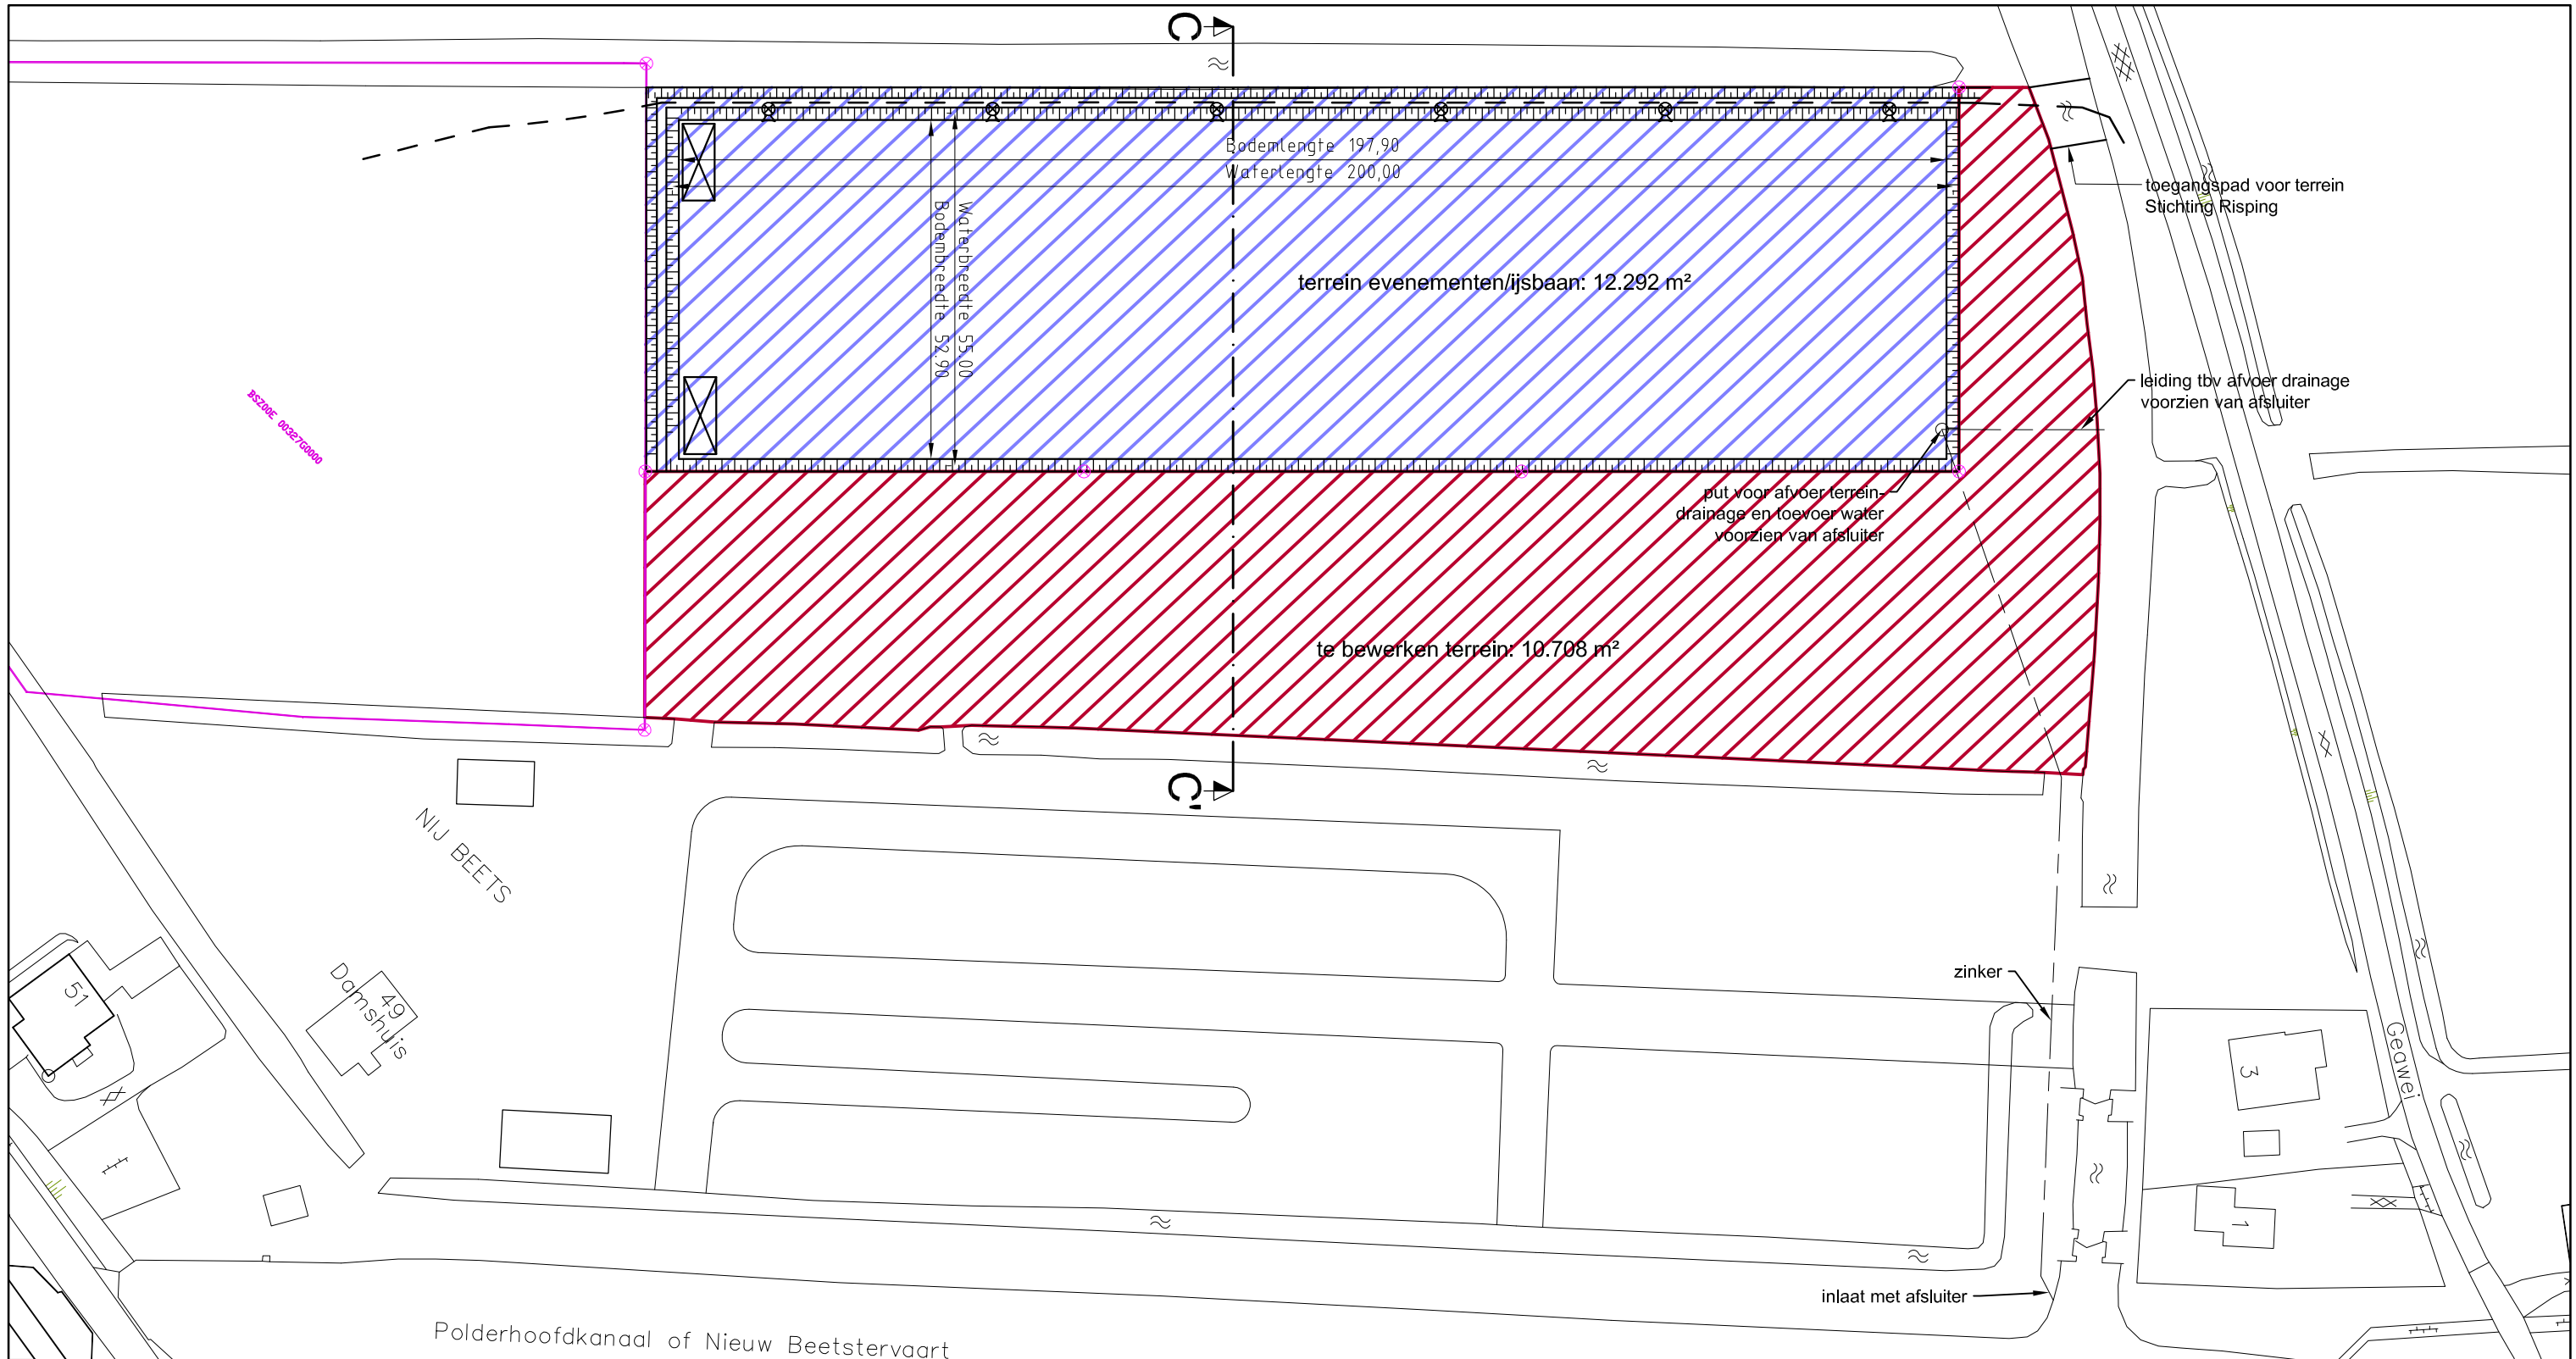 C
Bodemlengte 197,90
Waterlengte 200,00
toegangspad voor terrein
Stichting Risping
Waterbreedte 55.00
Bodembreedte 52.90
terrein evenementen/ijsbaan: 12.292 m²
leiding tbv afvoer drainage
voorzien van afsluiter
BSZ00E 00327G0000
put voor afvoer terrein-
drainage en toevoer water
voorzien van afsluiter
te bewerken terrein: 10.708 m²
C'
NIJ BEETS
zinker
51
49
Damshuis
Geawei
3
1
inlaat met afsluiter
Polderhoofdkanaal of Nieuw Beetstervaart